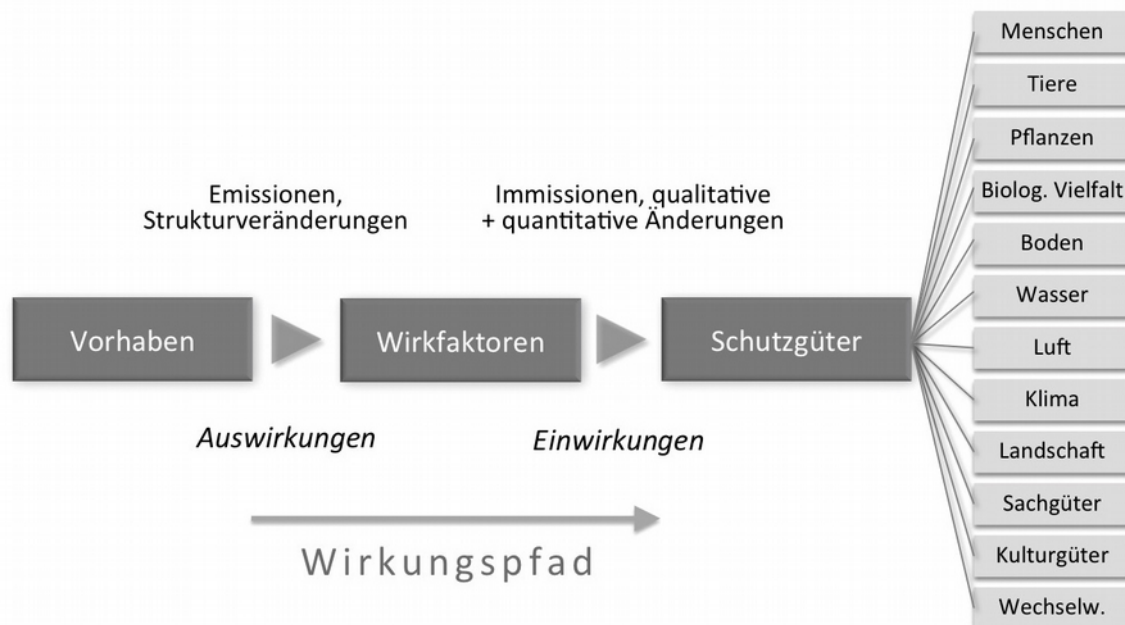 Emissionen,
Strukturveränderungen
Immissionen, qualitative
+ quantitative Änderungen
Vorhaben
Wirkfaktoren
Schutzgüter
Auswirkungen
Einwirkungen
Wirkungspfad
Menschen
Tiere
Pflanzen
Biolog. Vielfalt
Boden
Wasser
Luft
Klima
Landschaft
Sachgüter
Kulturgüter
Wechselw.